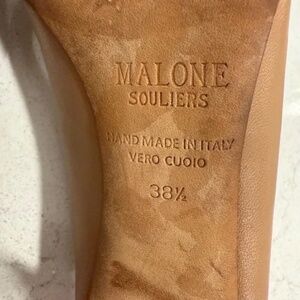 MALONE
SOULIERS
HAND MADE IN ITALY
VERO CUOIO
38½